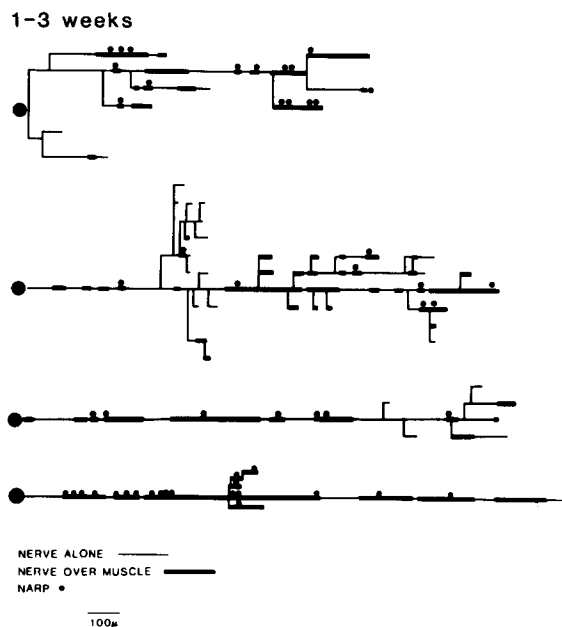 1-3 weeks
NERVE ALONE
NERVE OVER MUSCLE
NARP
100μ